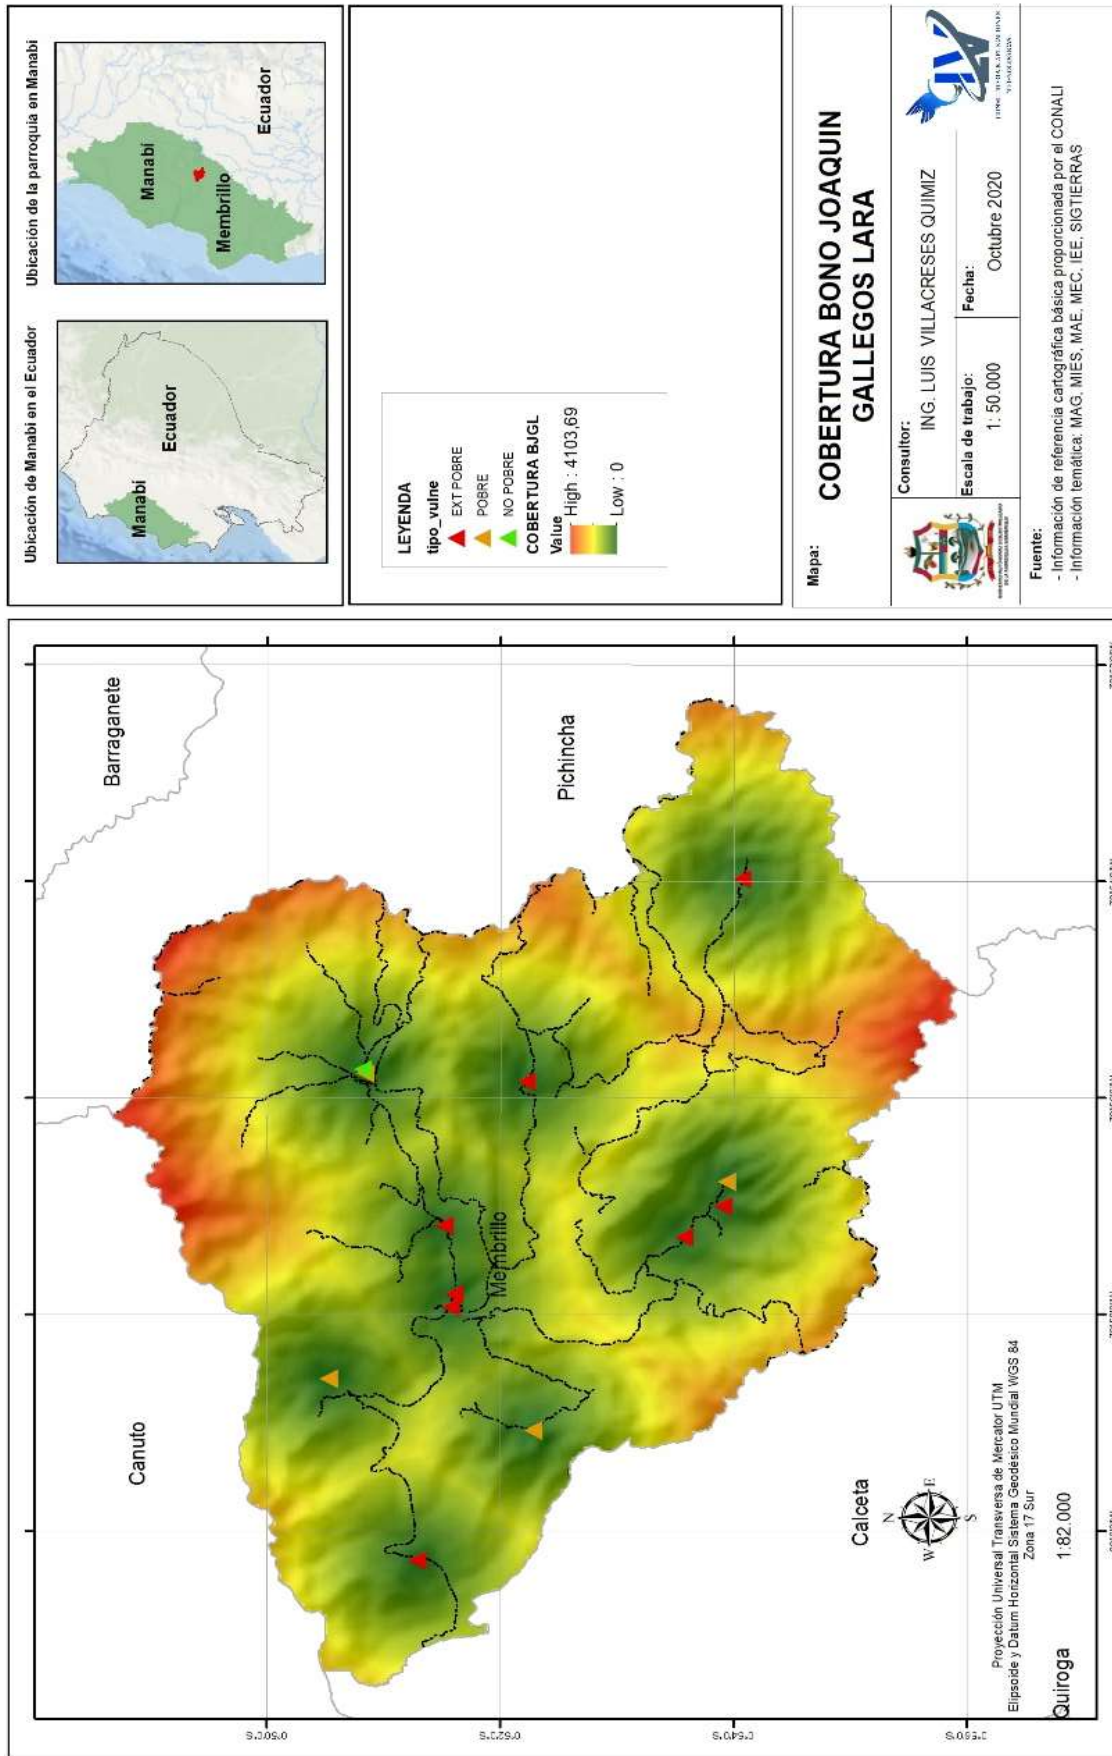 Ubicación de Manabí en el Ecuador
Manabí
Ecuador
Ubicación de la parroquia en Manabí
Manabí
Membrillo
Ecuador
LEYENDA
tipo_vulne
EXT POBRE
POBRE
NO POBRE
COBERTURA BJGL
Value
High : 4103,69
Low : 0
Mapa:
COBERTURA BONO JOAQUIN
GALLEGOS LARA
Consultor:
ING. LUIS VILLACRESES QUIMIZ
Escala de trabajo:
1: 50.000
Fecha:
Octubre 2020
Fuente:
- Información de referencia cartográfica básica proporcionada por el CONALI
- Información temática: MAG, MIES, MAE, MEC, IEE, SIGTIERRAS
Barraganete
Canuto
Pichincha
Membrillo
Calceta
N
W
E
S
Proyección Universal Transversa de Mercator UTM
Elipsoide y Datum Horizontal Sistema Geodésico Mundial WGS 84
Zona 17 Sur
1:82.000
Quiroga